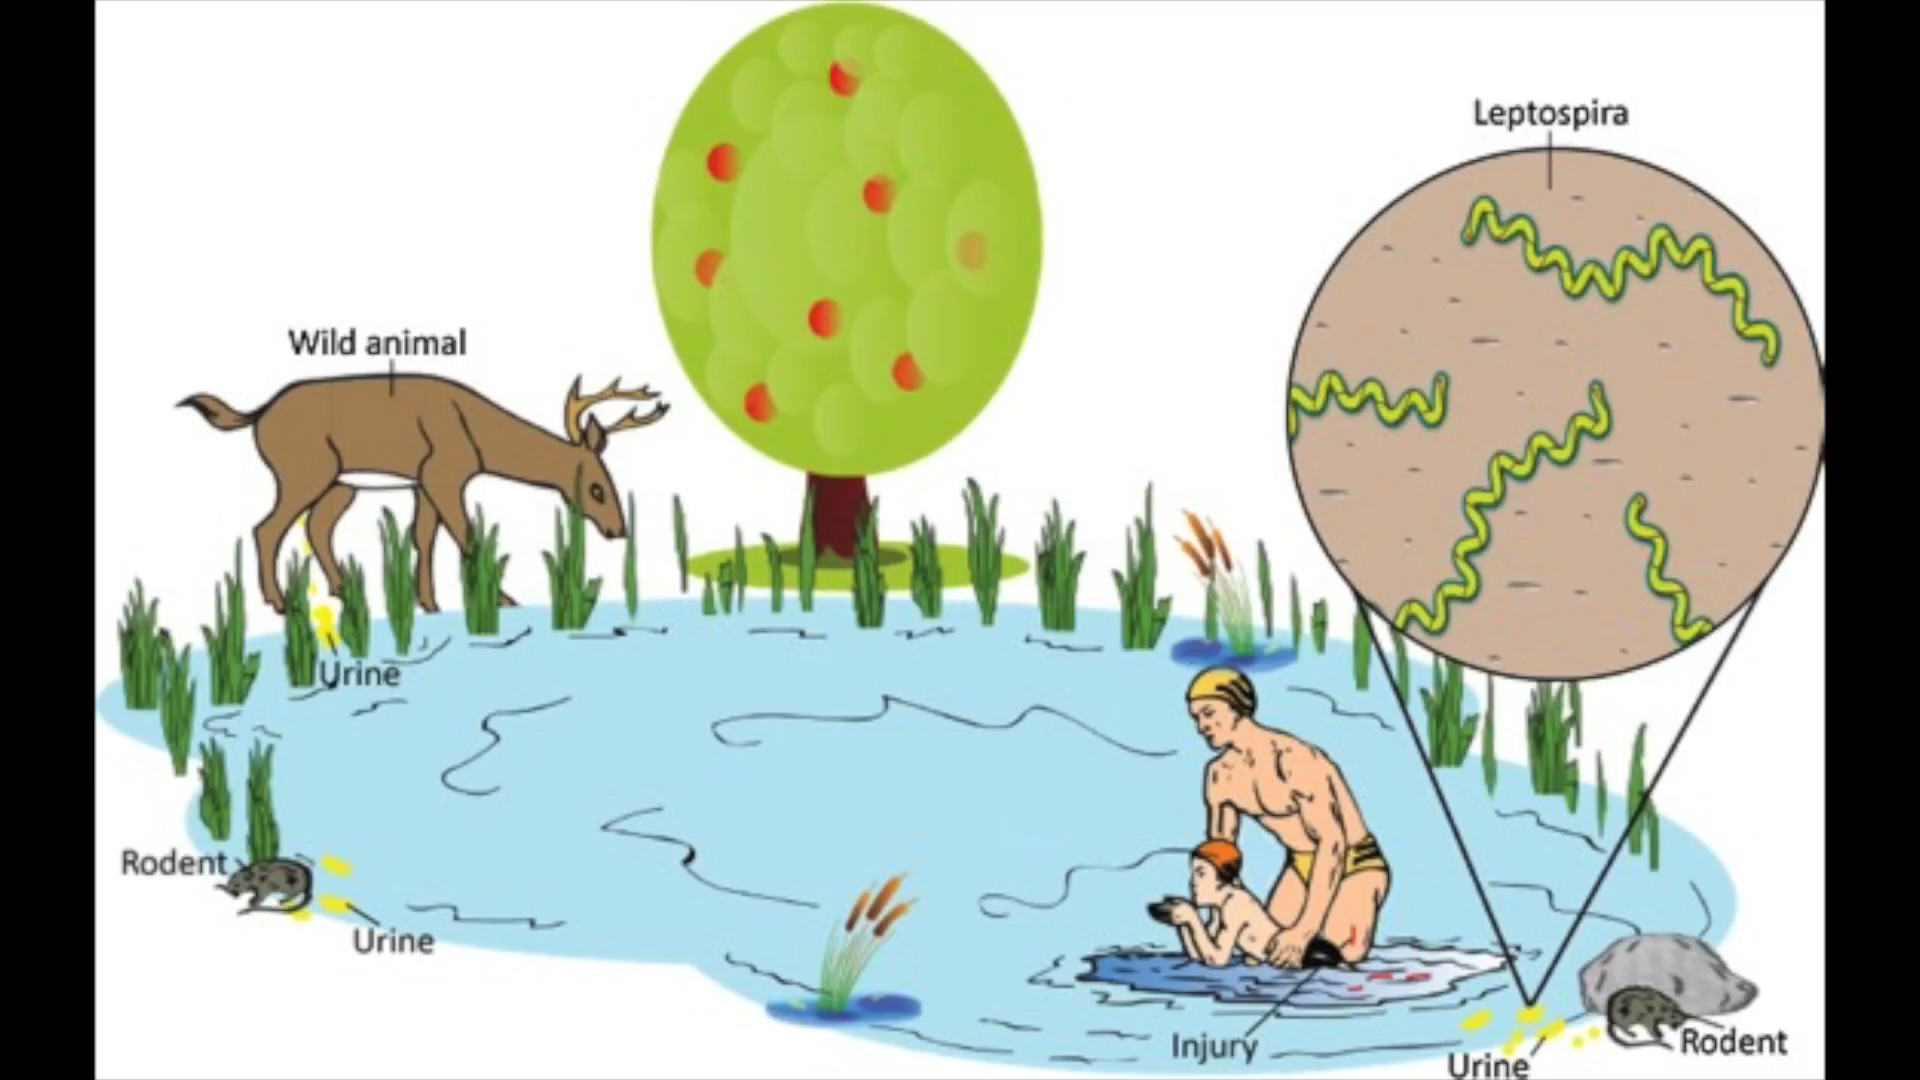 Leptospira
Wild animal
Urine
Rodent
Urine
Injury
Rodent
Urine